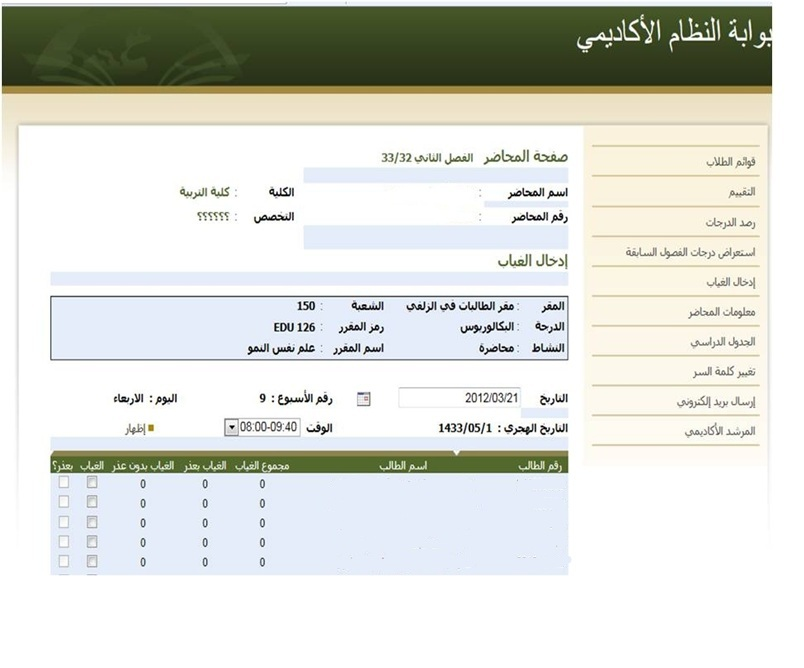 بوابة النظام الأكاديمي
قوائم الطلاب
التقييم
رصد الدرجات
استعراض درجات الفصول السابقة
إدخال الغياب
معلومات المحاضر
الجدول الدراسي
تغيير كلمة السر
إرسال بريد إلكتروني
المرشد الأكاديمي
صفحة المحاضر الفصل الثاني 33/32
اسم المحاضر : الكلية : كلية التربية
رقم المحاضر : التخصص : ؟؟؟؟؟؟
إدخال الغياب
المقر : مقر الطالبات في الزلفي الشعبة : 150
الدرجة : البكالوريوس رمز المقرر : EDU 126
النشاط : محاضرة اسم المقرر : علم نفس النمو
التاريخ 2012/03/21 رقم الأسبوع : 9 اليوم : الاربعاء
التاريخ الهجري : 1433/05/1 الوقت 08:00-09:40 إظهار
رقم الطالب اسم الطالب مجموع الغياب الغياب بعذر الغياب بدون عذر الغياب بعذر؟
0 0 0
0 0 0
0 0 0
0 0 0
0 0 0